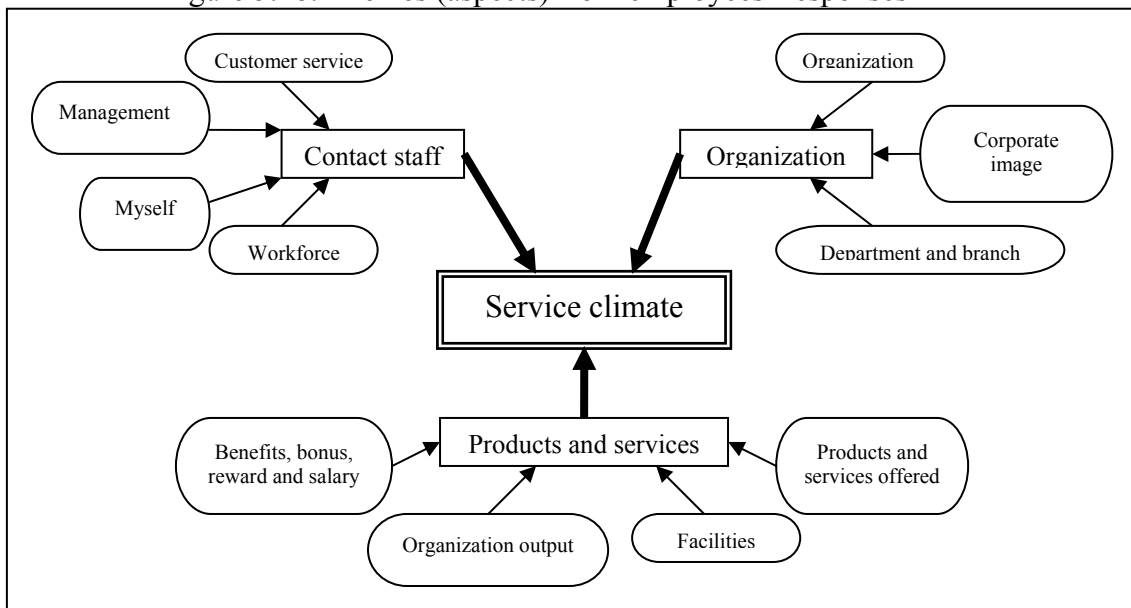 Customer service
Organization
Management
Corporate
image
Contact staff
Organization
Myself
Workforce
Department and branch
Service climate
Products and services
Benefits, bonus,
reward and salary
Products and
services offered
Organization output
Facilities